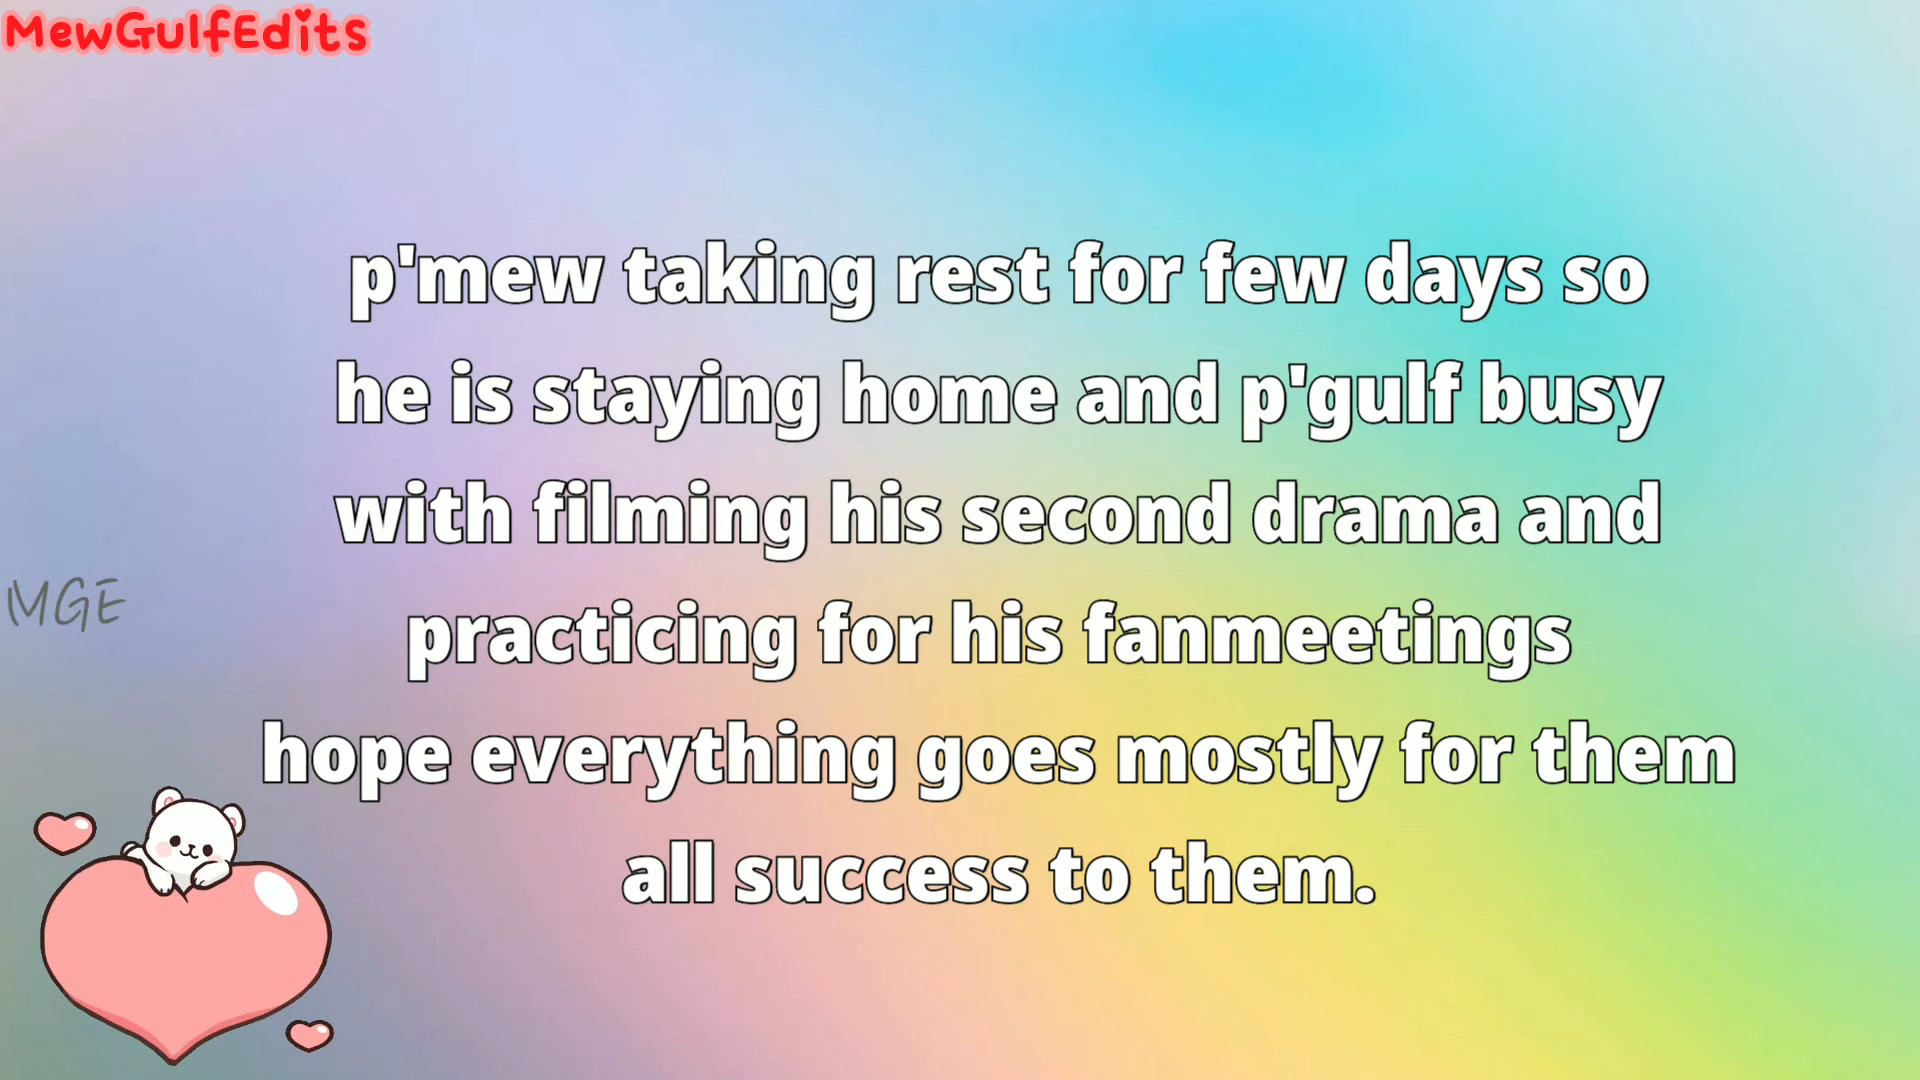 MewGulfEdits
p'mew taking rest for few days so
he is staying home and p'gulf busy
with filming his second drama and
MGE
practicing for his fanmeetings
hope everything goes mostly for them
all success to them.